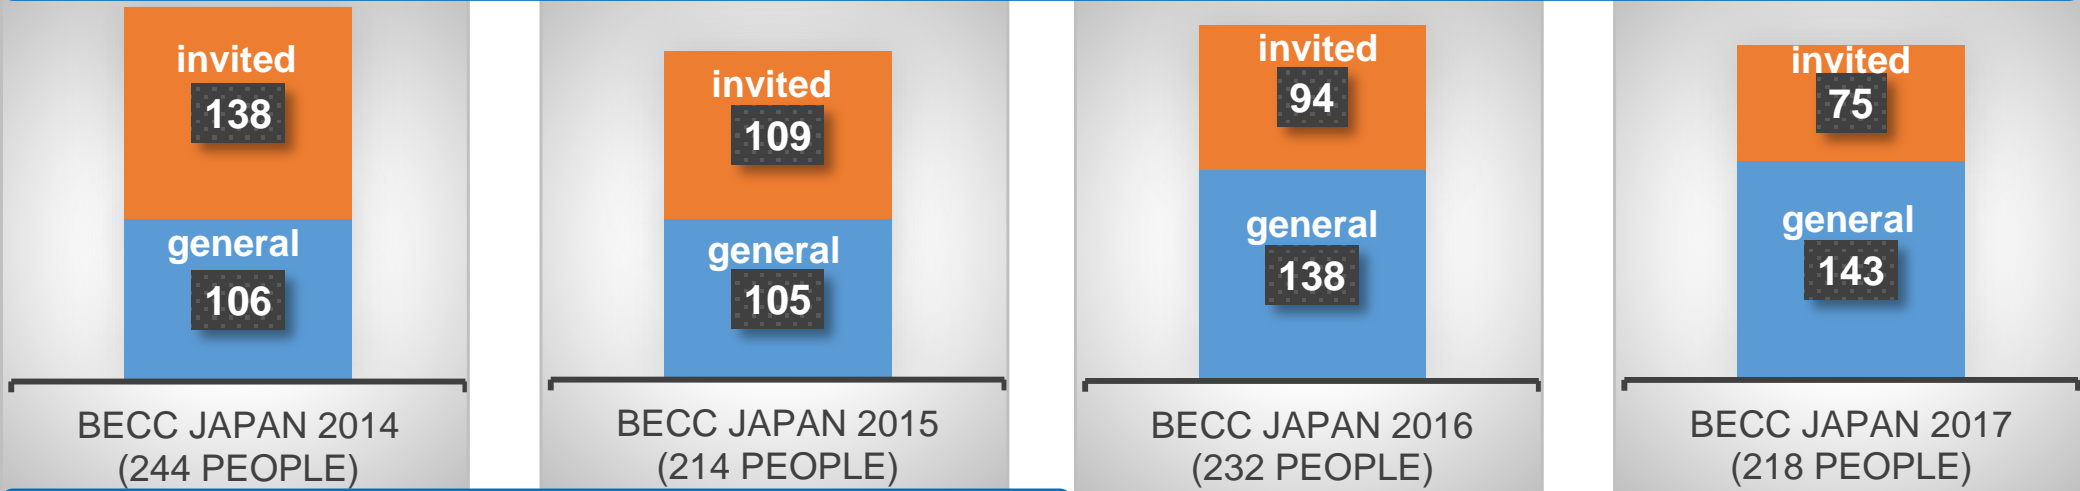 invited
138
general
106
BECC JAPAN 2014
(244 PEOPLE)
invited
109
general
105
BECC JAPAN 2015
(214 PEOPLE)
invited
94
general
138
BECC JAPAN 2016
(232 PEOPLE)
invited
75
general
143
BECC JAPAN 2017
(218 PEOPLE)